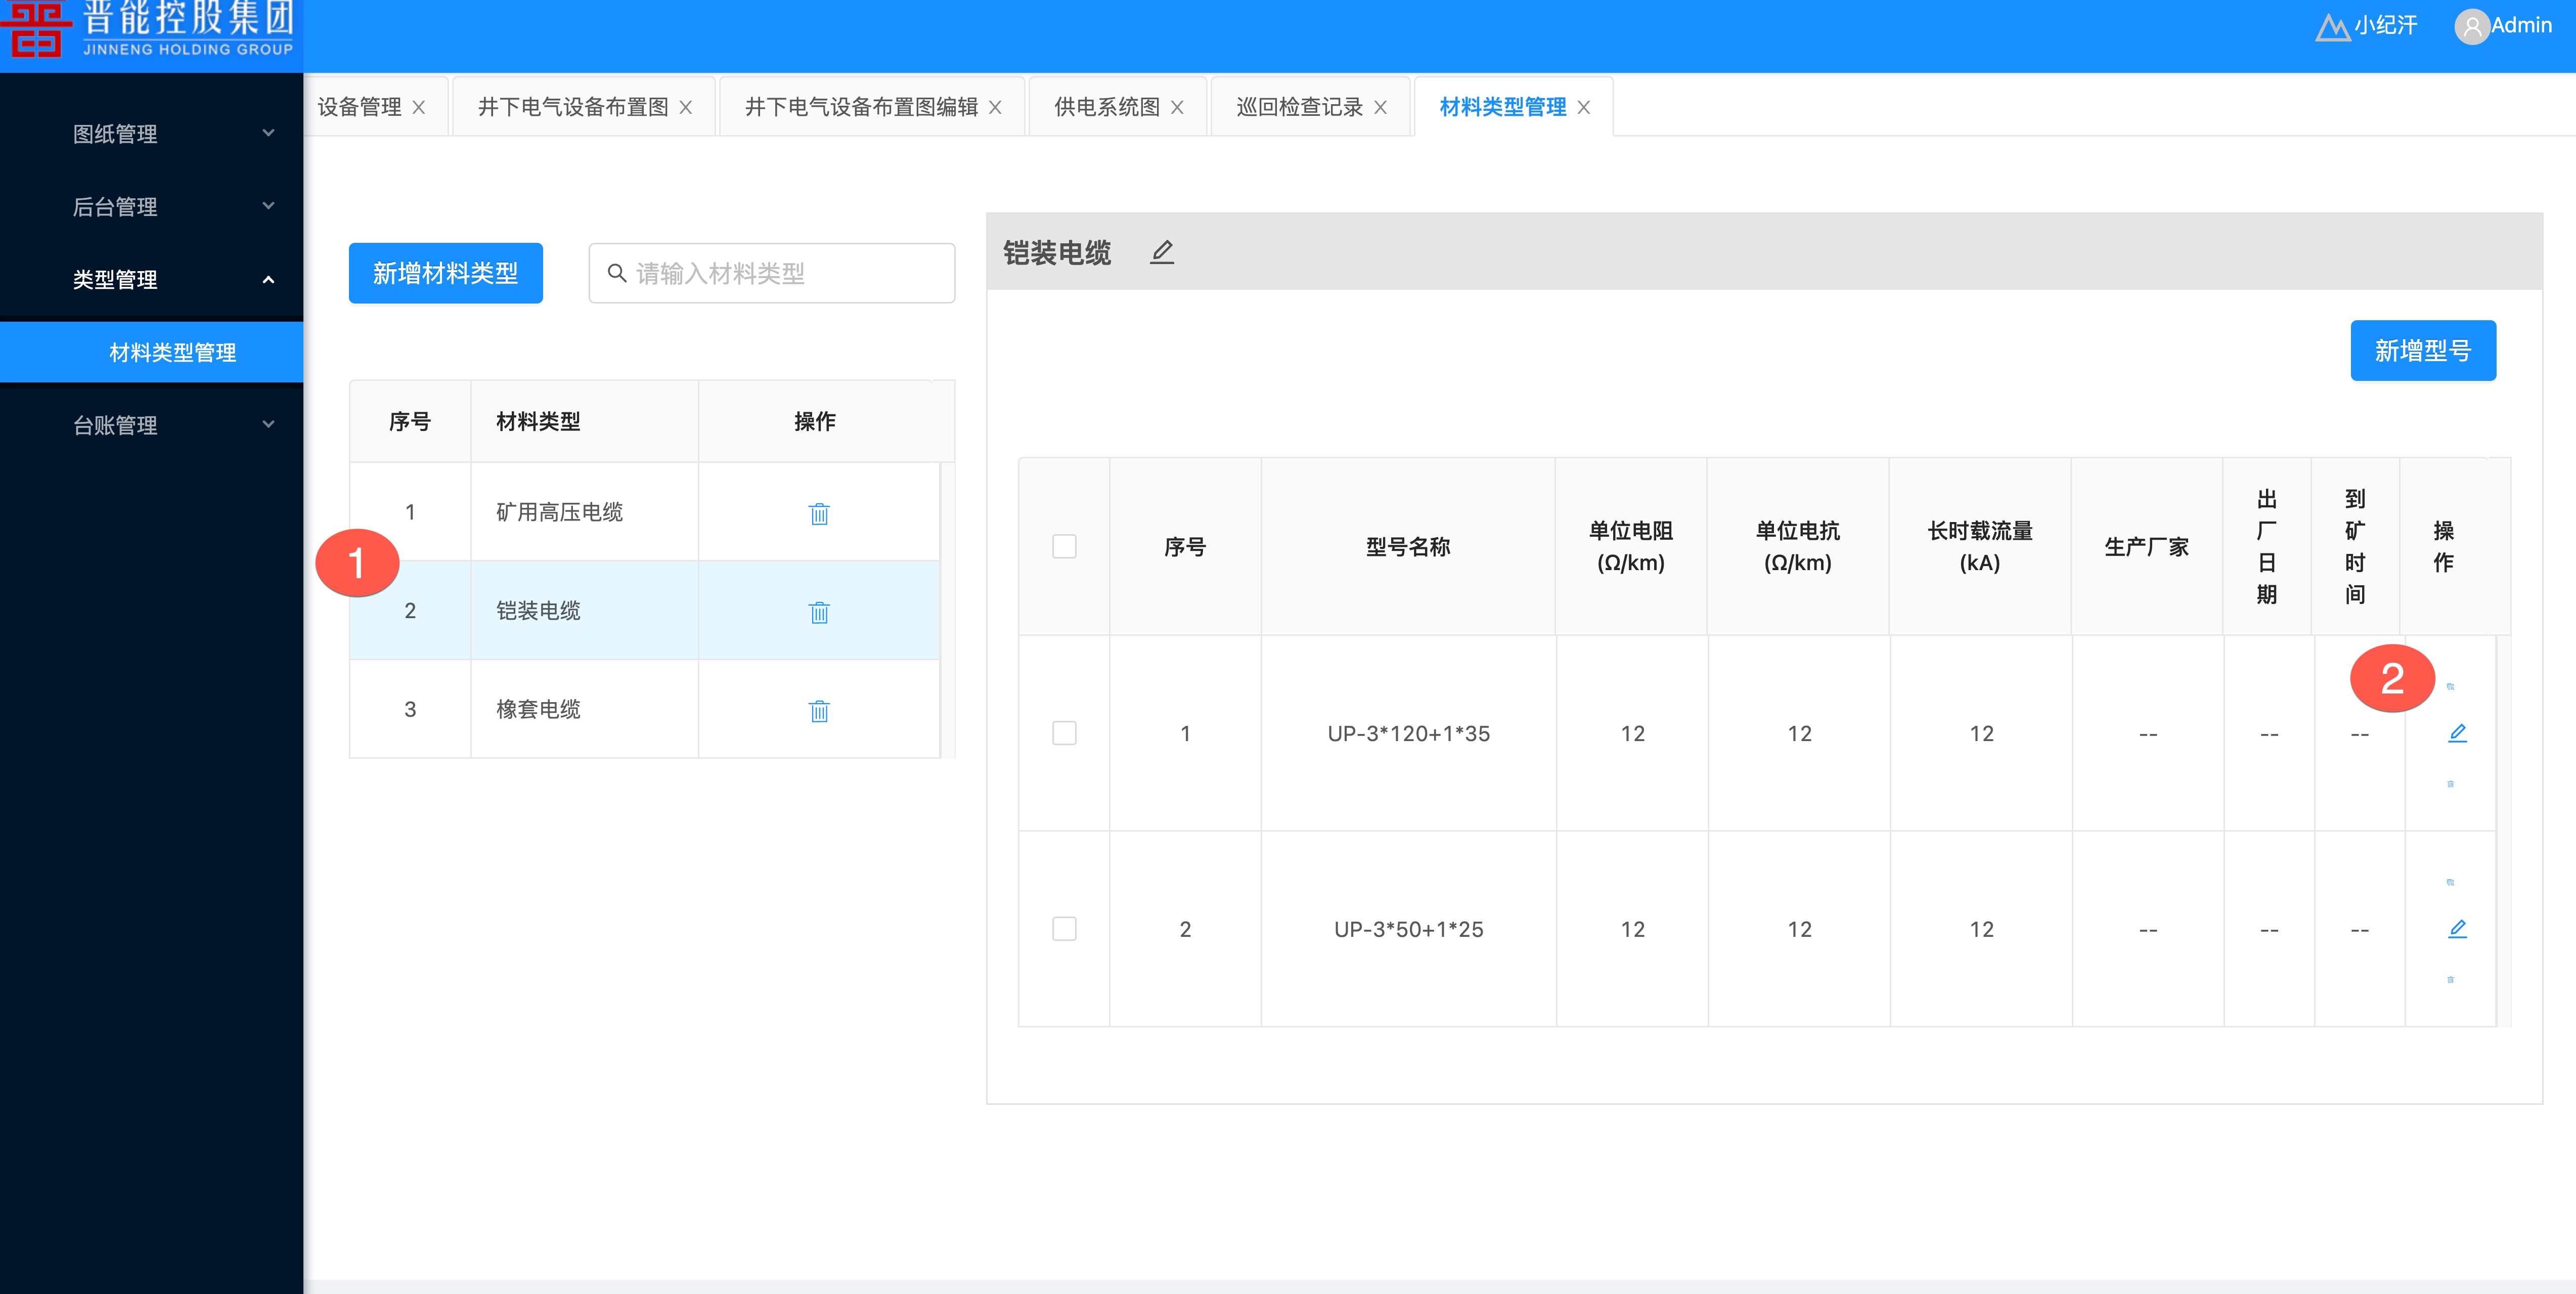 晋能控股集团
JINNENG HOLDING GROUP
小纪汗
Admin
图纸管理
后台管理
类型管理
材料类型管理
台账管理
设备管理
井下电气设备布置图
井下电气设备布置图编辑
供电系统图
巡回检查记录
材料类型管理
新增材料类型
请输入材料类型
序号 材料类型 操作
1 矿用高压电缆
1
2 铠装电缆
3 橡套电缆
铠装电缆
新增型号
序号 型号名称 单位电阻(Ω/km) 单位电抗(Ω/km) 长时载流量(kA) 生产厂家 出厂日期 到矿时间 操作
2
1 UP-3*120+1*35 12 12 12 -- -- --
2 UP-3*50+1*25 12 12 12 -- -- --